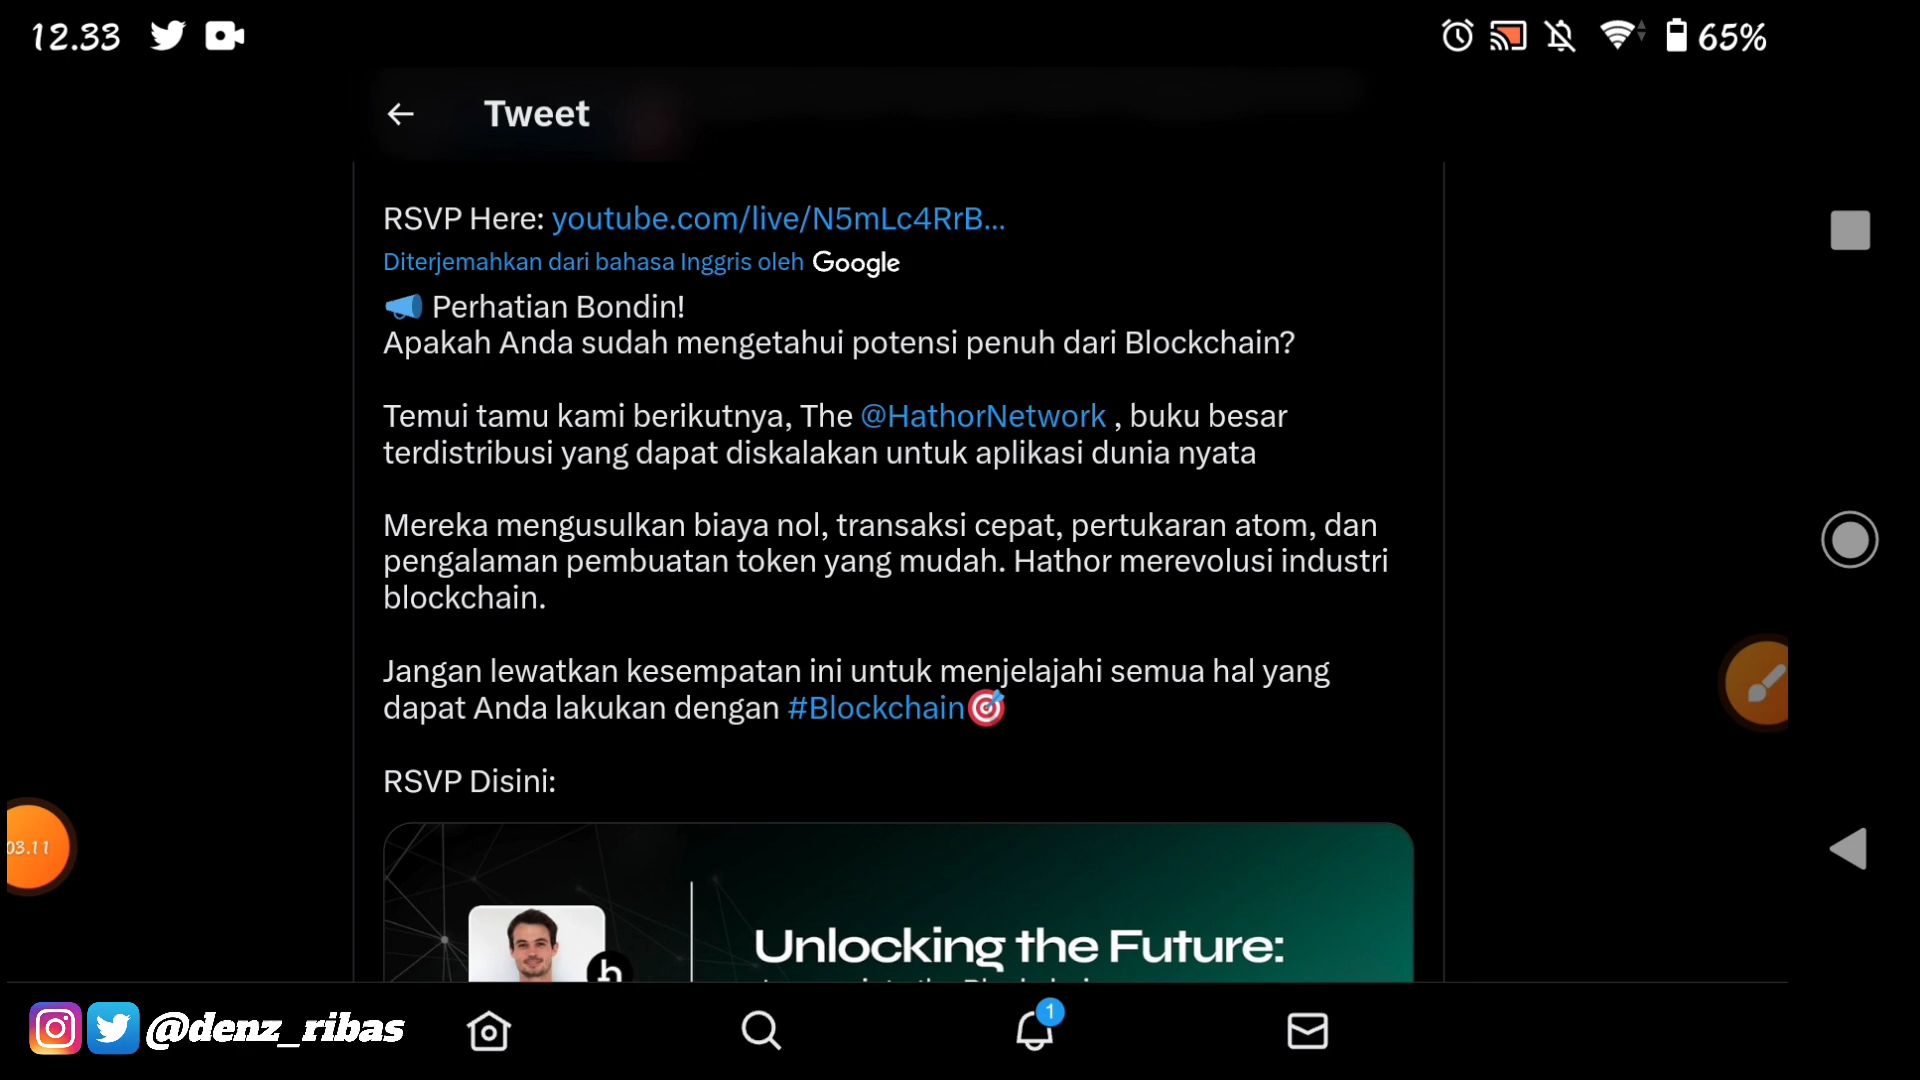 12.33
65%
Tweet
RSVP Here: youtube.com/live/N5mLc4RrB...
Diterjemahkan dari bahasa Inggris oleh Google
Perhatian Bondin!
Apakah Anda sudah mengetahui potensi penuh dari Blockchain?
Temui tamu kami berikutnya, The @HathorNetwork , buku besar
terdistribusi yang dapat diskalakan untuk aplikasi dunia nyata
Mereka mengusulkan biaya nol, transaksi cepat, pertukaran atom, dan
pengalaman pembuatan token yang mudah. Hathor merevolusi industri
blockchain.
Jangan lewatkan kesempatan ini untuk menjelajahi semua hal yang
dapat Anda lakukan dengan #Blockchain
RSVP Disini:
03.11
Unlocking the Future:
h
1
@denz_ribas